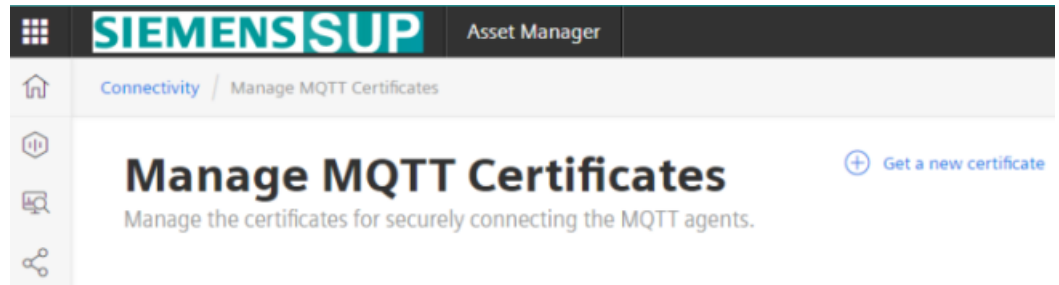 SIEMENS SUP Asset Manager
Connectivity / Manage MQTT Certificates
Manage MQTT Certificates
Get a new certificate
Manage the certificates for securely connecting the MQTT agents.